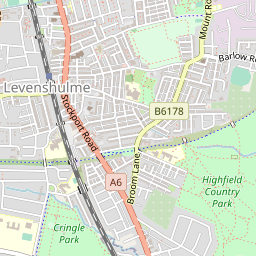 Mount Ro
Barlow Ro
Levenshulme
Stockport Road
B6178
Broom Lane
A6
Highfield
Country
Park
Cringle
Park